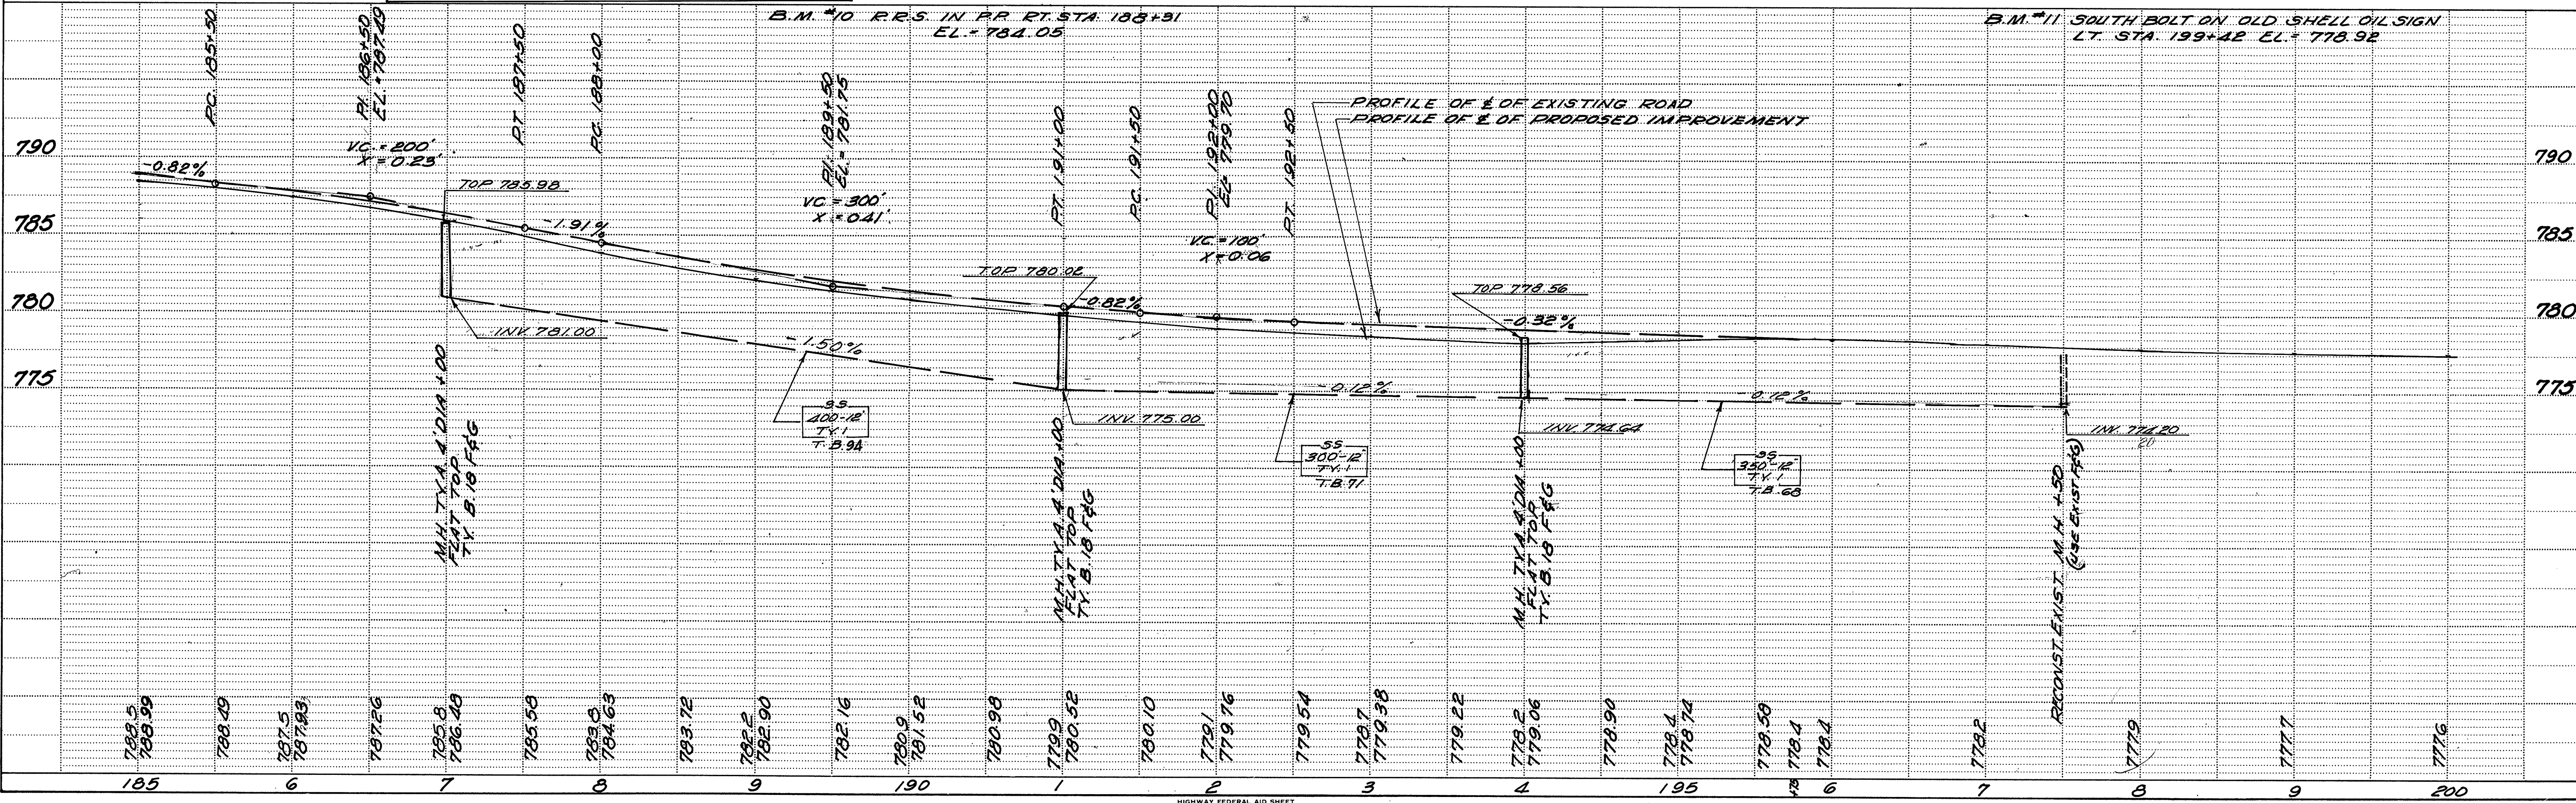 B.M. #10 R.R.S. IN P.P. RT. STA. 188+31
EL.= 784.05
B.M. #11 SOUTH BOLT ON OLD SHELL OIL SIGN
LT. STA. 199+42 EL.= 778.92
P.C. 185+50
P.I. 186+50
EL.=787.49
P.T. 187+50
P.C. 188+00
P.I. 189+50
EL.= 781.75
P.T. 191+00
P.C. 191+50
P.I. 192+00
EL= 779.70
P.T. 192+50
PROFILE OF ℄ OF EXISTING ROAD
PROFILE OF ℄ OF PROPOSED IMPROVEMENT
790
790
V.C. = 200'
X = 0.23'
-0.82%
TOP 785.98
V.C = 300'
X = 0.41'
785
785
-1.91%
V.C. = 100'
X = 0.06
TOP 780.02
TOP 778.56
780
780
-0.82%
-0.32%
INV. 781.00
-1.50%
775
775
-0.12%
-0.12%
SS
400-12"
TY. 1
T.B. 94
INV. 775.00
INV. 774.64
INV. 774.20
20
SS
300'-12"
TY. 1
T.B. 71
SS
350'-12"
TY. 1
T.B. 68
M.H. TY.A. 4' DIA +00
FLAT TOP
TY. B.18 F&G
M.H. TY.A. 4' DIA. +00
FLAT TOP
TY. B.18 F&G
M.H. TY.A. 4' DIA +00
FLAT TOP
TY. B.18 F&G
RECONST. EXIST. M.H. +50
(USE EXIST F&G)
788.5
788.99
788.49
787.5
787.93
787.26
785.8
786.48
785.58
783.8
784.63
783.72
782.2
782.90
782.16
780.9
781.52
780.98
779.9
780.52
780.10
779.1
779.76
779.54
778.7
779.38
779.22
778.2
779.06
778.90
778.4
778.74
778.58
778.4
778.4
778.2
777.9
777.7
777.6
185 6 7 8 9 190 1 2 3 4 195 +75 6 7 8 9 200
HIGHWAY FEDERAL AID SHEET